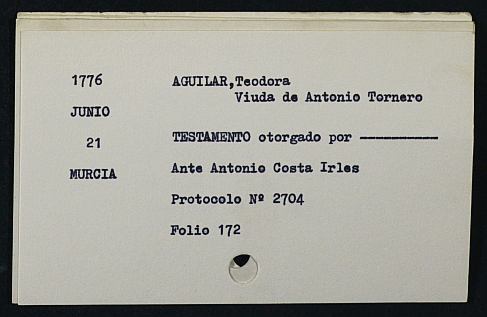 1776
AGUILAR, Teodora
Viuda de Antonio Tornero
JUNIO
21
TESTAMENTO otorgado por ----------
MURCIA
Ante Antonio Costa Irles
Protocolo Nº 2704
Folio 172